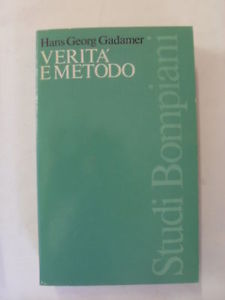 Hans Georg Gadamer
VERITÀ
E METODO
Studi Bompiani